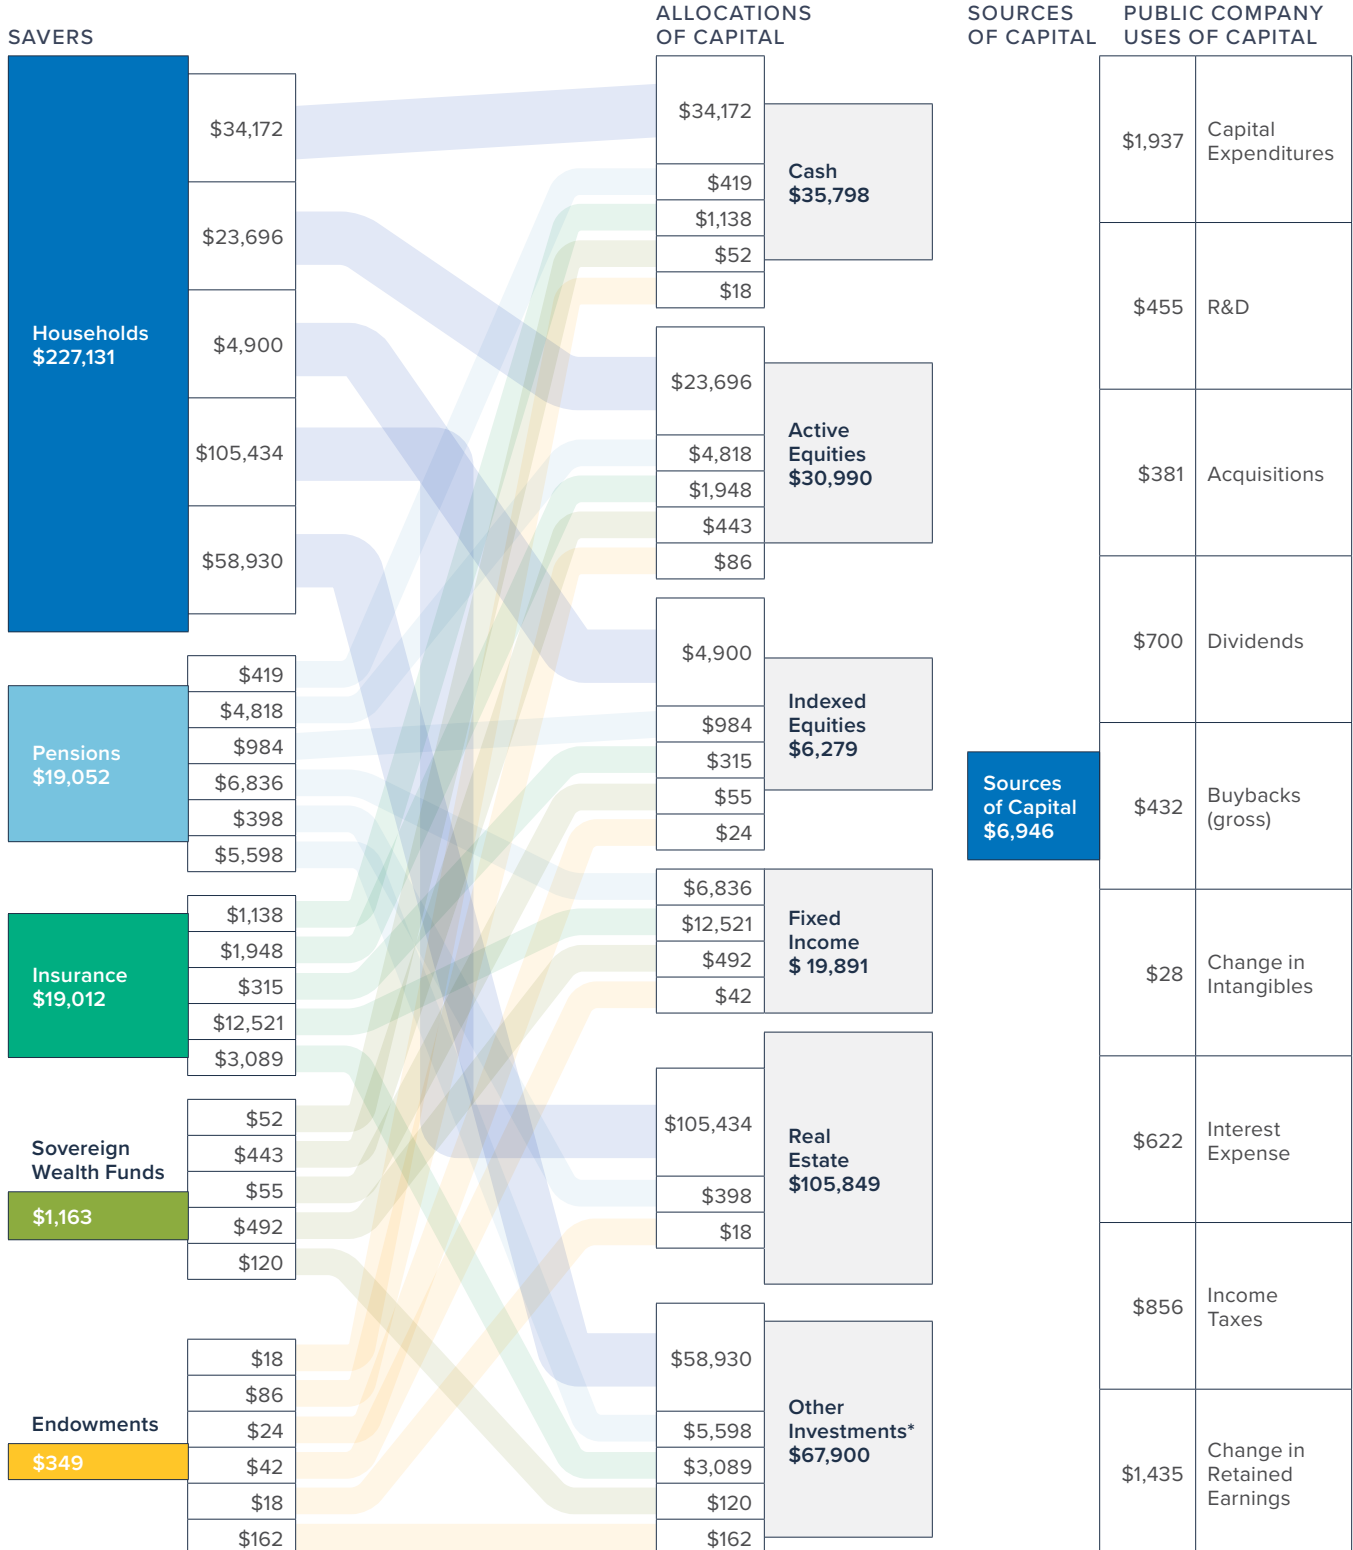 SAVERS
ALLOCATIONS
OF CAPITAL
SOURCES
OF CAPITAL
PUBLIC COMPANY
USES OF CAPITAL
Households
$227,131
$34,172
$23,696
$4,900
$105,434
$58,930
Pensions
$19,052
$419
$4,818
$984
$6,836
$398
$5,598
Insurance
$19,012
$1,138
$1,948
$315
$12,521
$3,089
Sovereign
Wealth Funds
$1,163
$52
$443
$55
$492
$120
Endowments
$349
$18
$86
$24
$42
$18
$162
$34,172
$419
$1,138
$52
$18
Cash
$35,798
$23,696
$4,818
$1,948
$443
$86
Active
Equities
$30,990
$4,900
$984
$315
$55
$24
Indexed
Equities
$6,279
$6,836
$12,521
$492
$42
Fixed
Income
$ 19,891
$105,434
$398
$18
Real
Estate
$105,849
$58,930
$5,598
$3,089
$120
$162
Other
Investments*
$67,900
Sources
of Capital
$6,946
$1,937
Capital
Expenditures
$455
R&D
$381
Acquisitions
$700
Dividends
$432
Buybacks
(gross)
$28
Change in
Intangibles
$622
Interest
Expense
$856
Income
Taxes
$1,435
Change in
Retained
Earnings